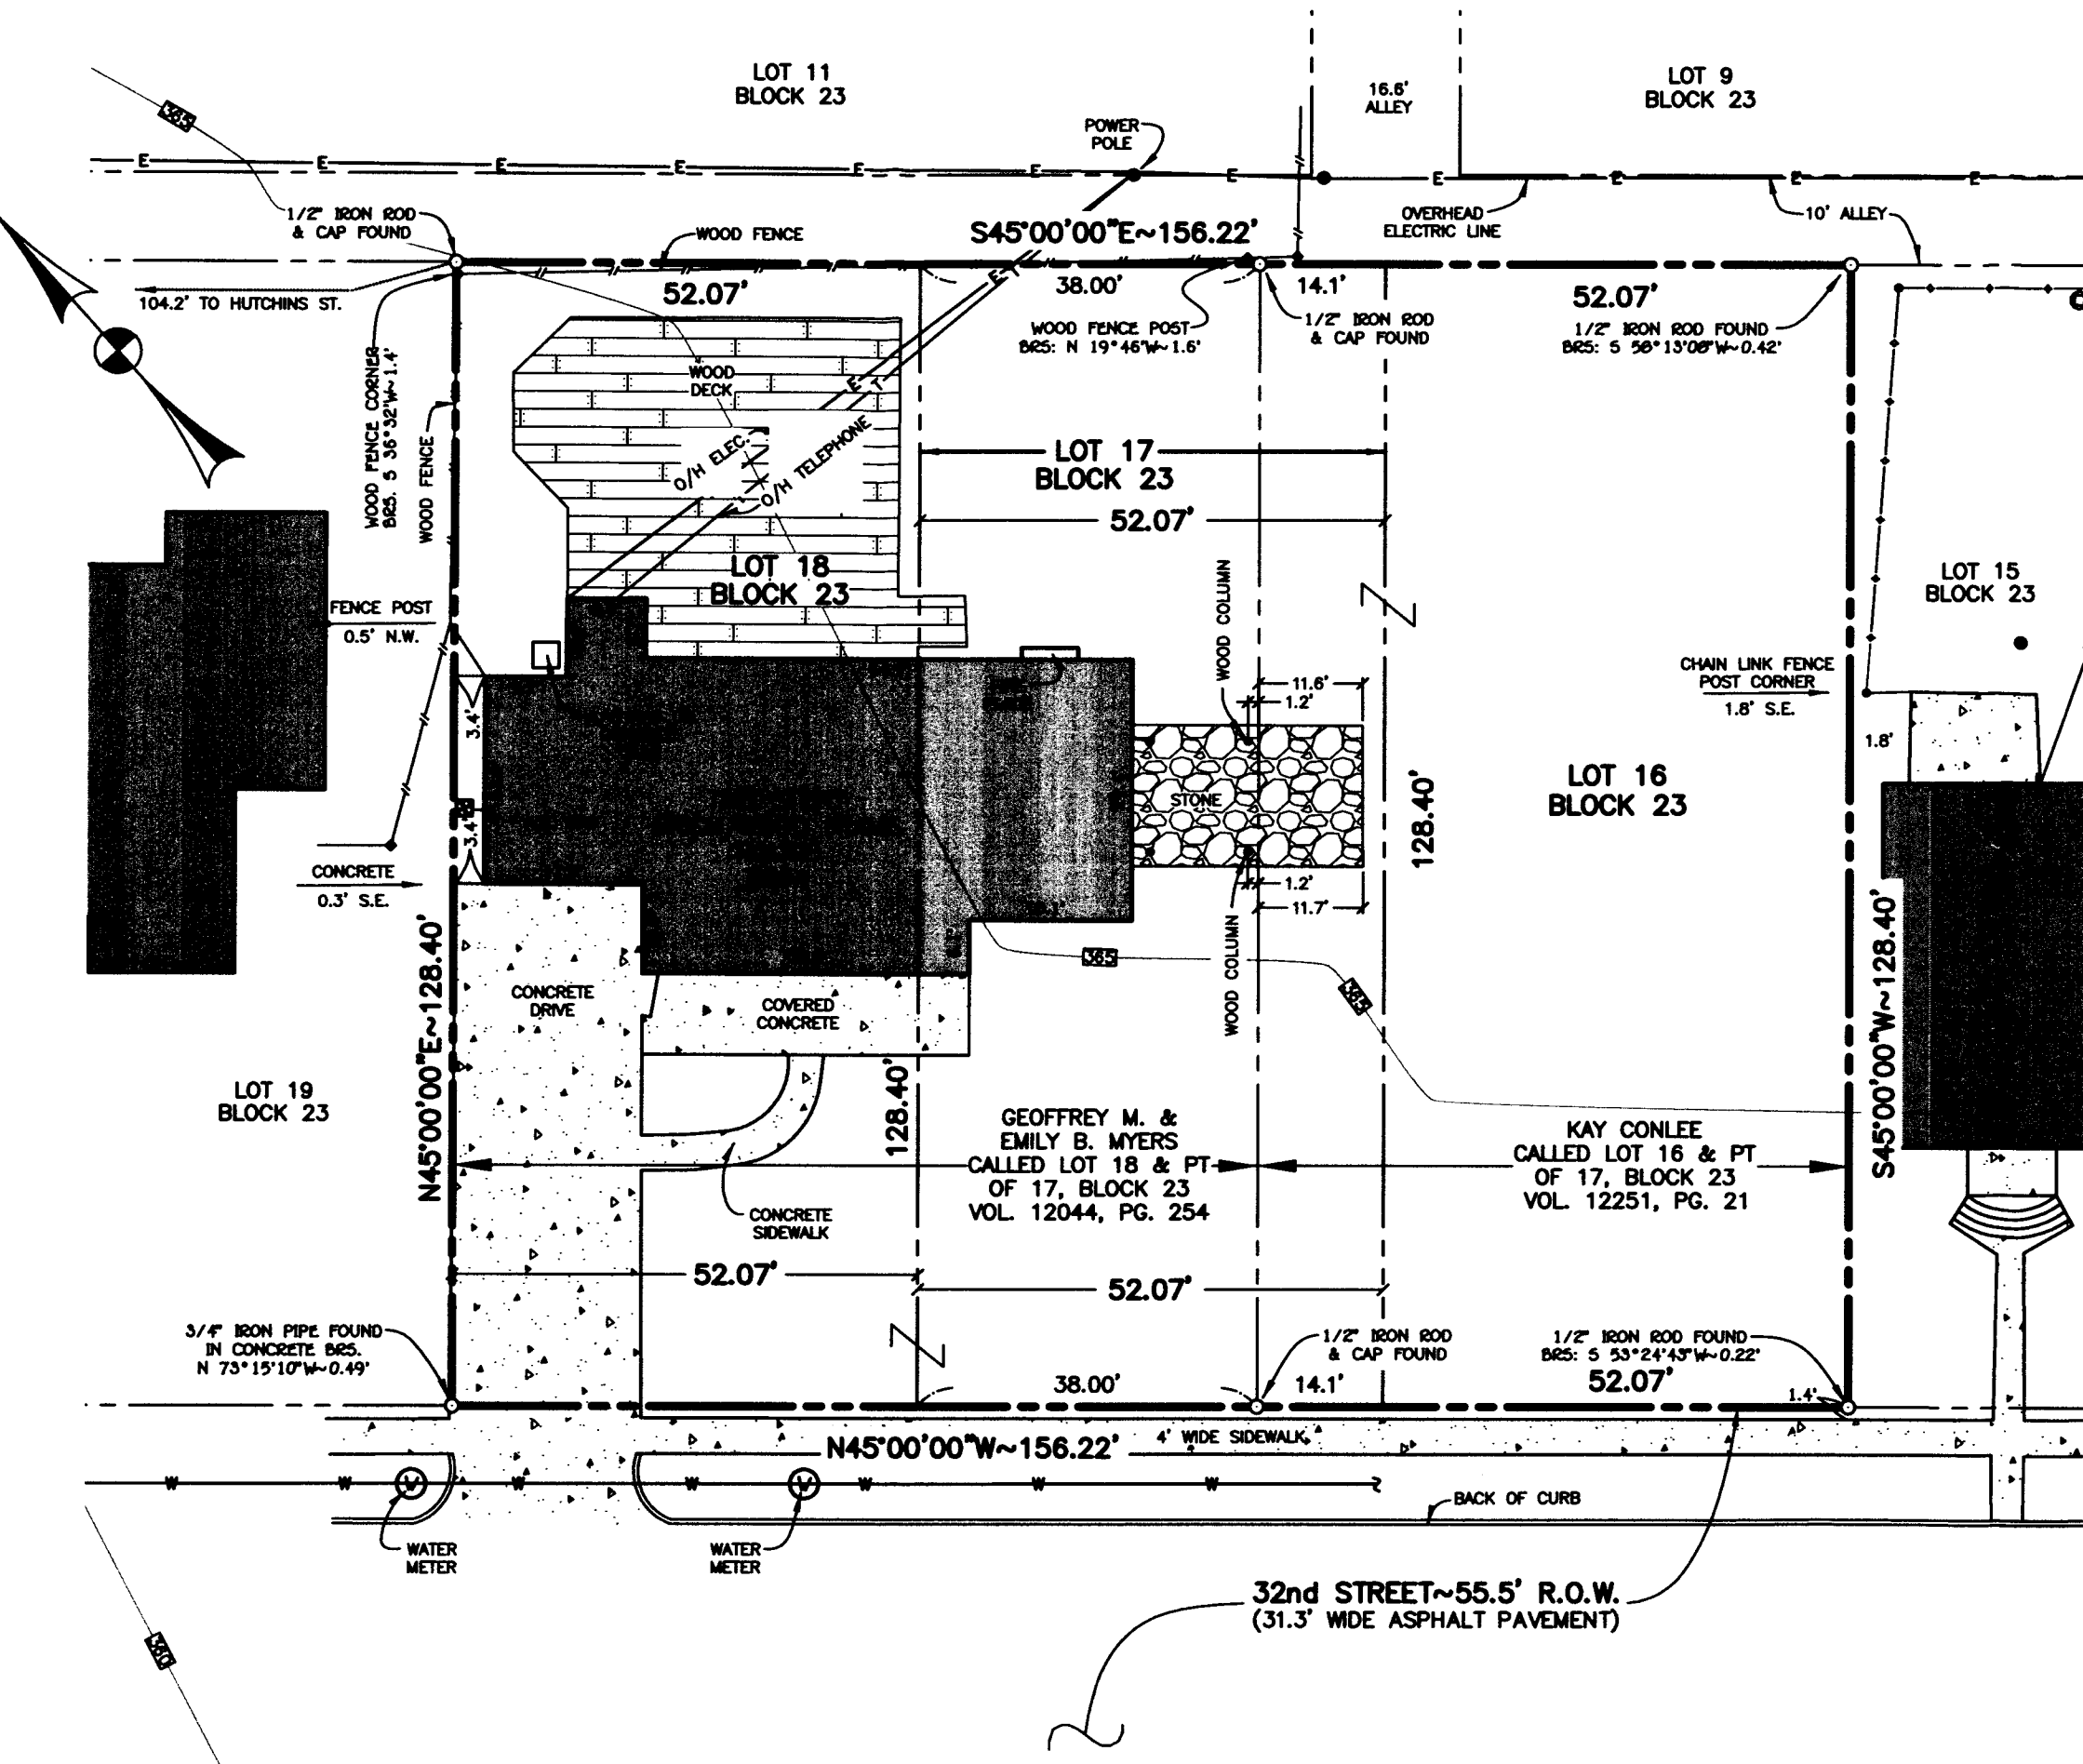 LOT 11
BLOCK 23
16.6'
ALLEY
LOT 9
BLOCK 23
365
POWER
POLE
E E E E E E E E E E E
1/2" IRON ROD
& CAP FOUND
WOOD FENCE
S45°00'00"E~156.22'
OVERHEAD
ELECTRIC LINE
10' ALLEY
104.2' TO HUTCHINS ST.
52.07'
38.00'
14.1'
52.07'
WOOD FENCE POST
BRS: N 19°46'W~1.6'
1/2" IRON ROD
& CAP FOUND
1/2" IRON ROD FOUND
BRS: S 56°13'08"W~0.42'
WOOD FENCE CORNER
BRS. S 36°32'W~1.4'
WOOD FENCE
WOOD
DECK
E
T
E
T
O/H ELEC.
O/H TELEPHONE
LOT 17
BLOCK 23
52.07'
LOT 18
BLOCK 23
WOOD COLUMN
LOT 15
BLOCK 23
FENCE POST
0.5' N.W.
CHAIN LINK FENCE
POST CORNER
1.8' S.E.
1.8'
11.6'
1.2'
3.4'
STONE
LOT 16
BLOCK 23
128.40'
3.4'
CONCRETE
0.3' S.E.
1.2'
11.7'
WOOD COLUMN
365
365
N45°00'00"E~128.40'
S45°00'00"W~128.40'
CONCRETE
DRIVE
COVERED
CONCRETE
128.40'
LOT 19
BLOCK 23
GEOFFREY M. &
EMILY B. MYERS
CALLED LOT 18 & PT
OF 17, BLOCK 23
VOL. 12044, PG. 254
KAY CONLEE
CALLED LOT 16 & PT
OF 17, BLOCK 23
VOL. 12251, PG. 21
CONCRETE
SIDEWALK
52.07'
52.07'
3/4" IRON PIPE FOUND
IN CONCRETE BRS.
N 73°15'10"W~0.49'
1/2" IRON ROD
& CAP FOUND
1/2" IRON ROD FOUND
BRS: S 53°24'43"W~0.22'
38.00'
14.1'
52.07'
1.4'
N45°00'00"W~156.22'
4' WIDE SIDEWALK
W W W W W W
BACK OF CURB
WATER
METER
WATER
METER
32nd STREET~55.5' R.O.W.
(31.3' WIDE ASPHALT PAVEMENT)
360